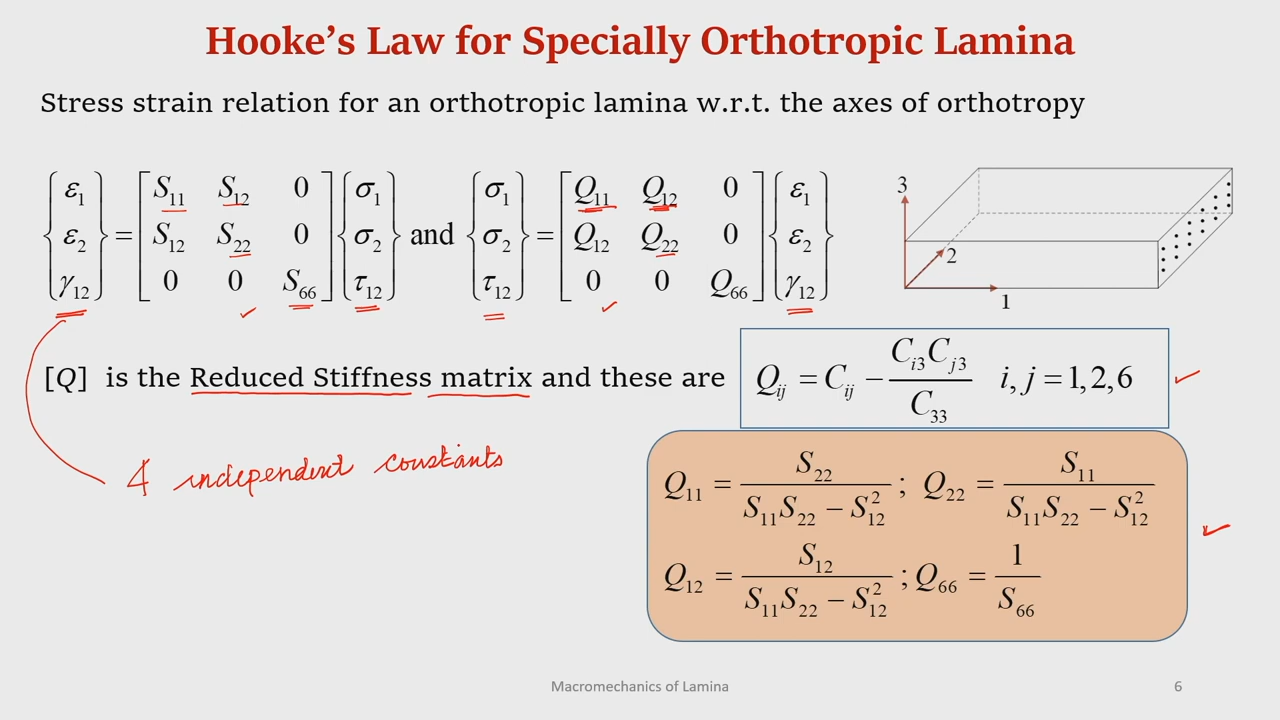 Hooke's Law for Specially Orthotropic Lamina
Stress strain relation for an orthotropic lamina w.r.t. the axes of orthotropy
{ε₁ ε₂ γ₁₂} = [S₁₁ S₁₂ 0; S₁₂ S₂₂ 0; 0 0 S₆₆] {σ₁ σ₂ τ₁₂} and {σ₁ σ₂ τ₁₂} = [Q₁₁ Q₁₂ 0; Q₁₂ Q₂₂ 0; 0 0 Q₆₆] {ε₁ ε₂ γ₁₂}
3
2
1
[Q] is the Reduced Stiffness matrix and these are
Qᵢⱼ = Cᵢⱼ − Cᵢ₃Cⱼ₃ / C₃₃ i, j = 1, 2, 6
4 independent constants
Q₁₁ = S₂₂ / (S₁₁S₂₂ − S₁₂²) ; Q₂₂ = S₁₁ / (S₁₁S₂₂ − S₁₂²)
Q₁₂ = S₁₂ / (S₁₁S₂₂ − S₁₂²) ; Q₆₆ = 1 / S₆₆
Macromechanics of Lamina
6